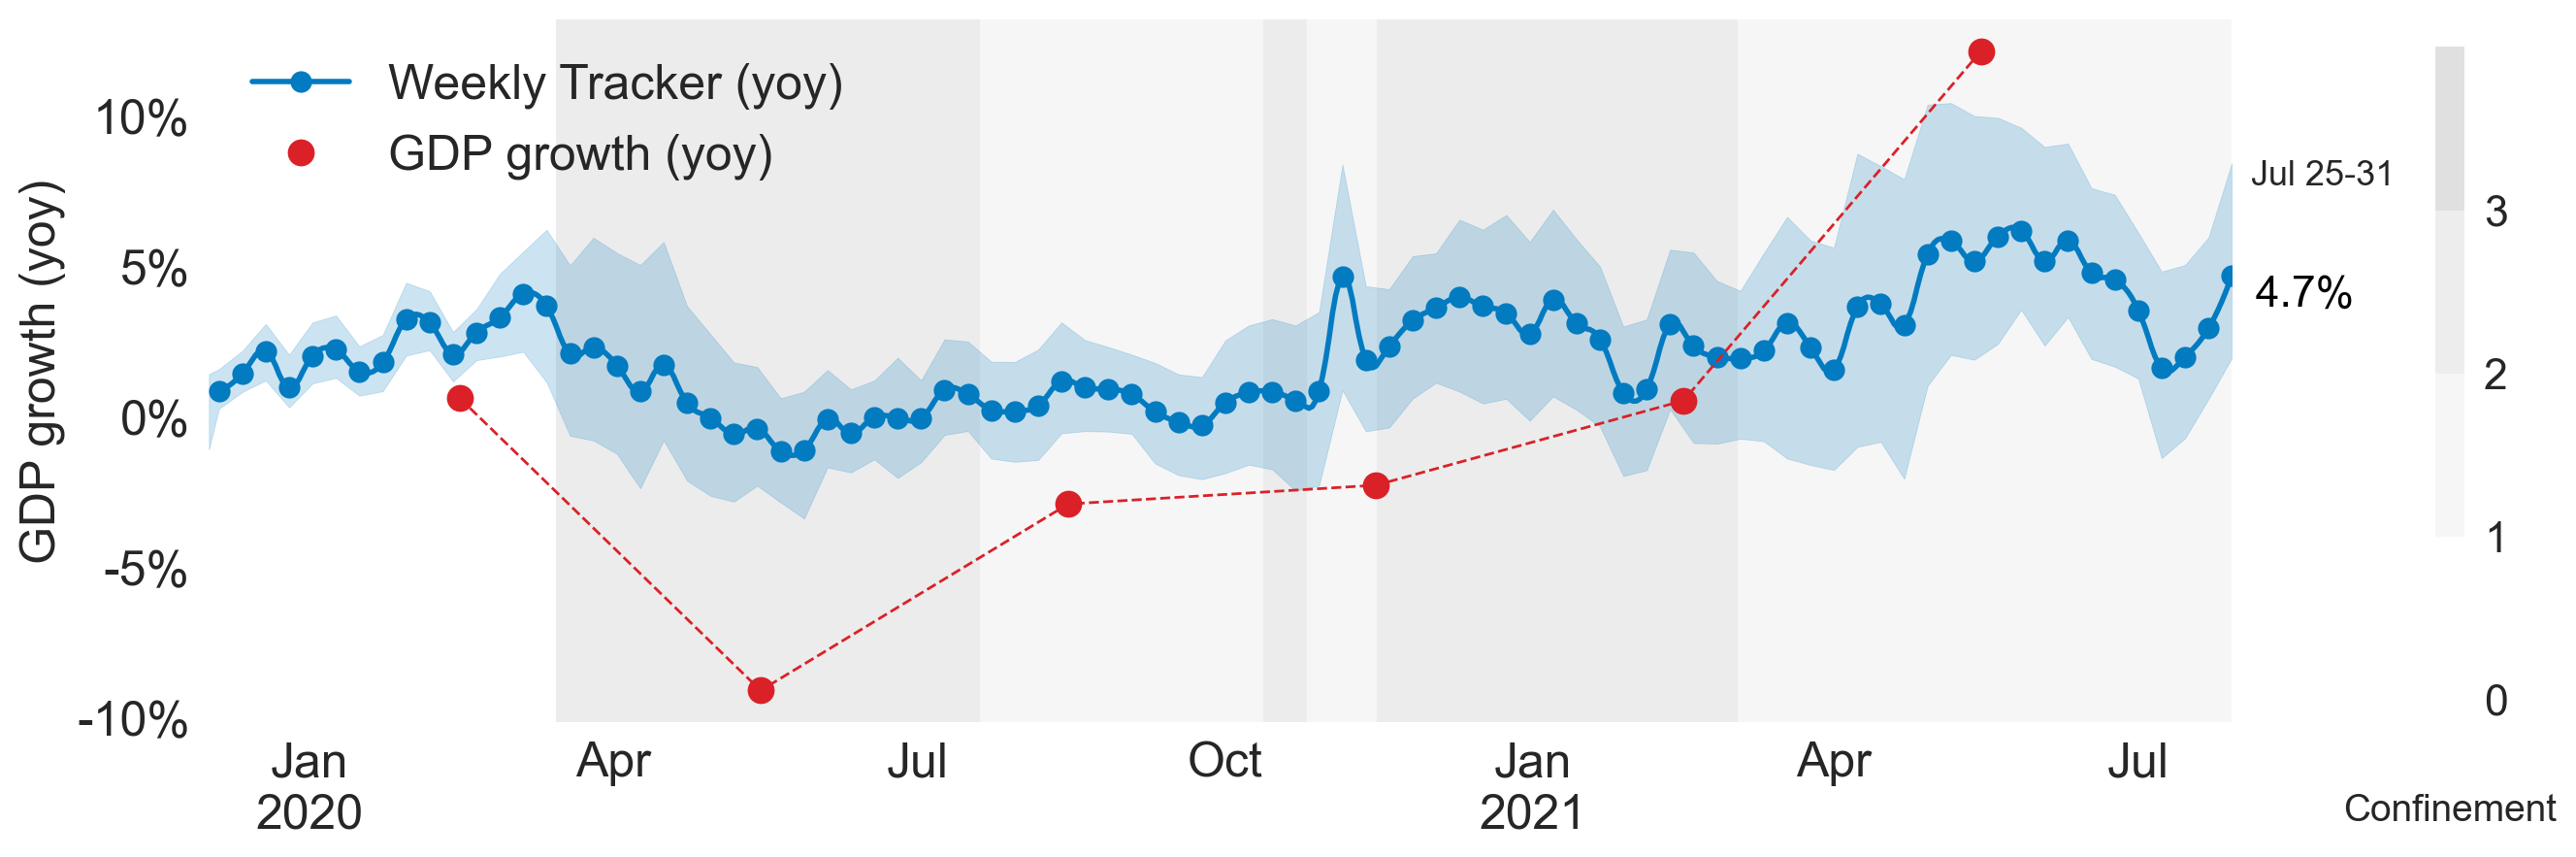 Weekly Tracker (yoy)
GDP growth (yoy)
GDP growth (yoy)
10%
5%
0%
-5%
-10%
Jan
2020
Apr
Jul
Oct
Jan
2021
Apr
Jul
Jul 25-31
4.7%
3
2
1
0
Confinement